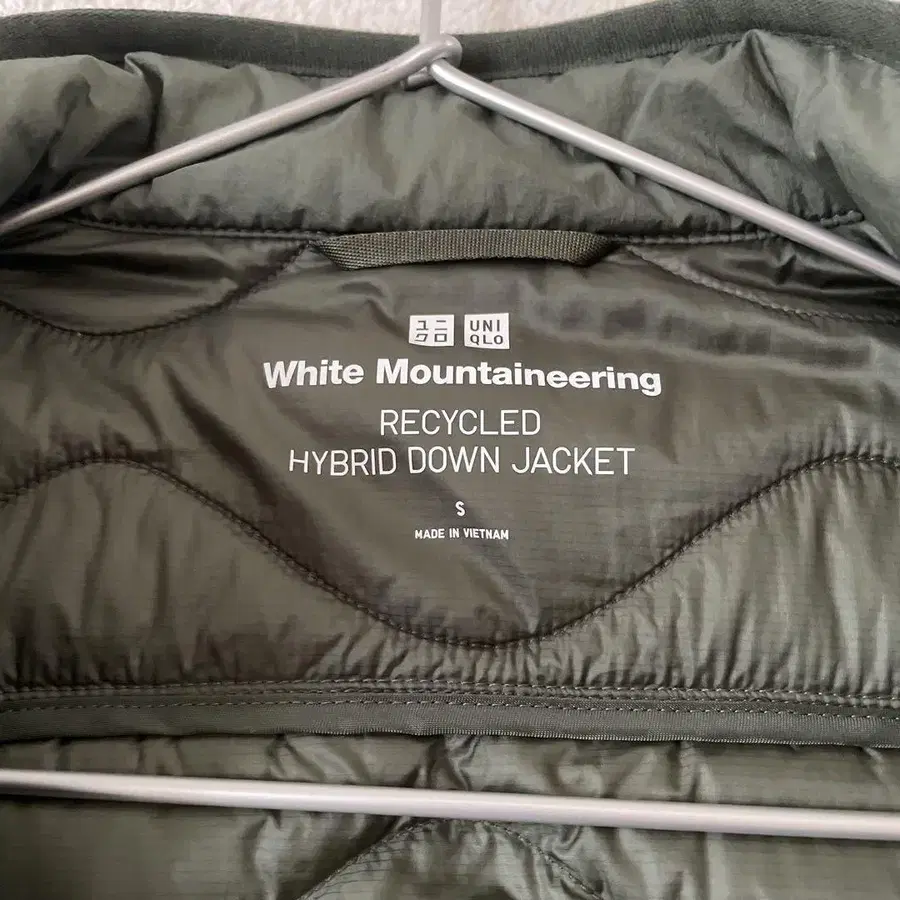 ユニ UNI
クロ QLO
White Mountaineering
RECYCLED
HYBRID DOWN JACKET
S
MADE IN VIETNAM